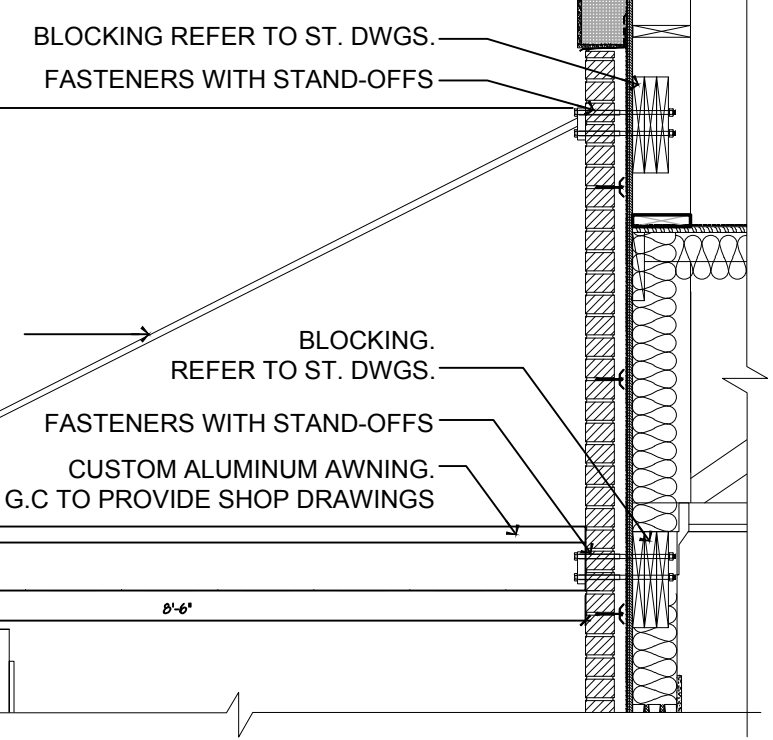 BLOCKING REFER TO ST. DWGS.
FASTENERS WITH STAND-OFFS
BLOCKING.
REFER TO ST. DWGS.
FASTENERS WITH STAND-OFFS
CUSTOM ALUMINUM AWNING.
G.C TO PROVIDE SHOP DRAWINGS
8'-6"